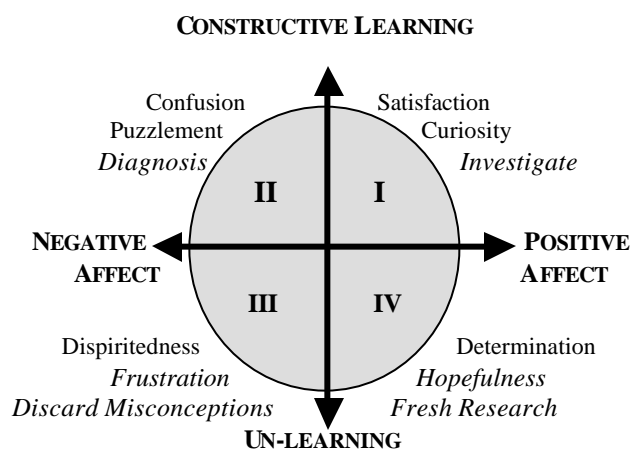 CONSTRUCTIVE LEARNING
Confusion
Puzzlement
Diagnosis
Satisfaction
Curiosity
Investigate
II
I
NEGATIVE
AFFECT
POSITIVE
AFFECT
III
IV
Dispiritedness
Frustration
Discard Misconceptions
Determination
Hopefulness
Fresh Research
UN-LEARNING